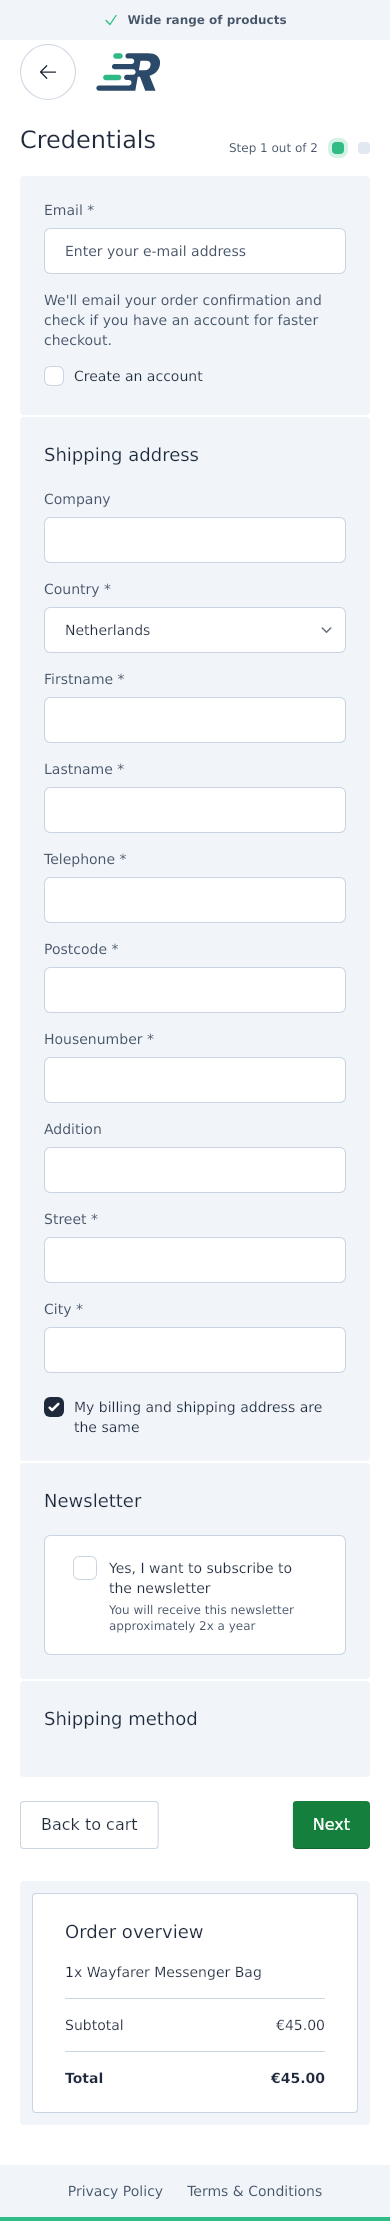 Wide range of products
R
Credentials
Step 1 out of 2
Email *
Enter your e-mail address
We'll email your order confirmation and
check if you have an account for faster
checkout.
Create an account
Shipping address
Company
Country *
Netherlands
Firstname *
Lastname *
Telephone *
Postcode *
Housenumber *
Addition
Street *
City *
My billing and shipping address are
the same
Newsletter
Yes, I want to subscribe to
the newsletter
You will receive this newsletter
approximately 2x a year
Shipping method
Back to cart
Next
Order overview
1x Wayfarer Messenger Bag
Subtotal €45.00
Total €45.00
Privacy Policy Terms & Conditions